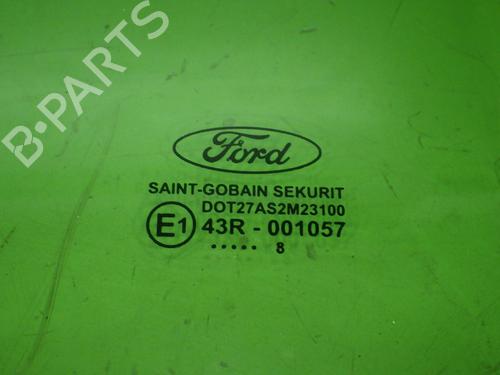 B-PARTS
Ford
SAINT-GOBAIN SEKURIT
DOT27AS2M23100
E1 43R - 001057
..... 8